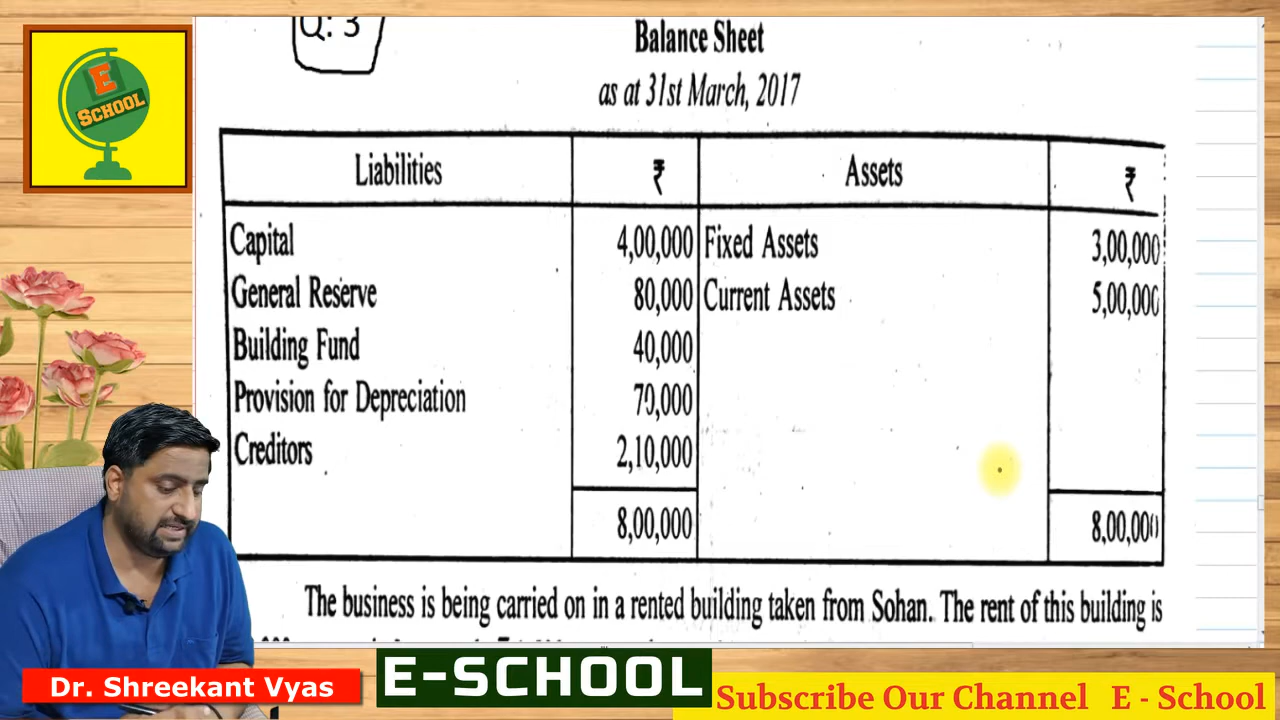 E
SCHOOL
Q: 3
Balance Sheet
as at 31st March, 2017
Liabilities ₹ Assets ₹
Capital 4,00,000 Fixed Assets 3,00,000
General Reserve 80,000 Current Assets 5,00,000
Building Fund 40,000
Provision for Depreciation 70,000
Creditors 2,10,000
8,00,000 8,00,000
The business is being carried on in a rented building taken from Sohan. The rent of this building is
Dr. Shreekant Vyas
E-SCHOOL
Subscribe Our Channel E - School